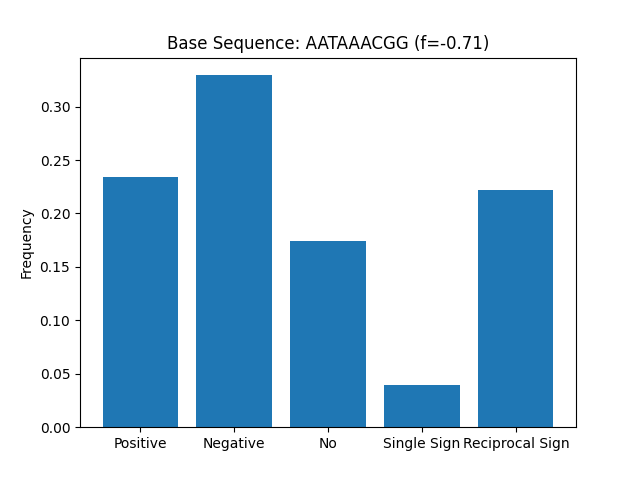 Base Sequence: AATAAACGG (f=-0.71)
Frequency
0.30
0.25
0.20
0.15
0.10
0.05
0.00
Positive
Negative
No
Single Sign
Reciprocal Sign